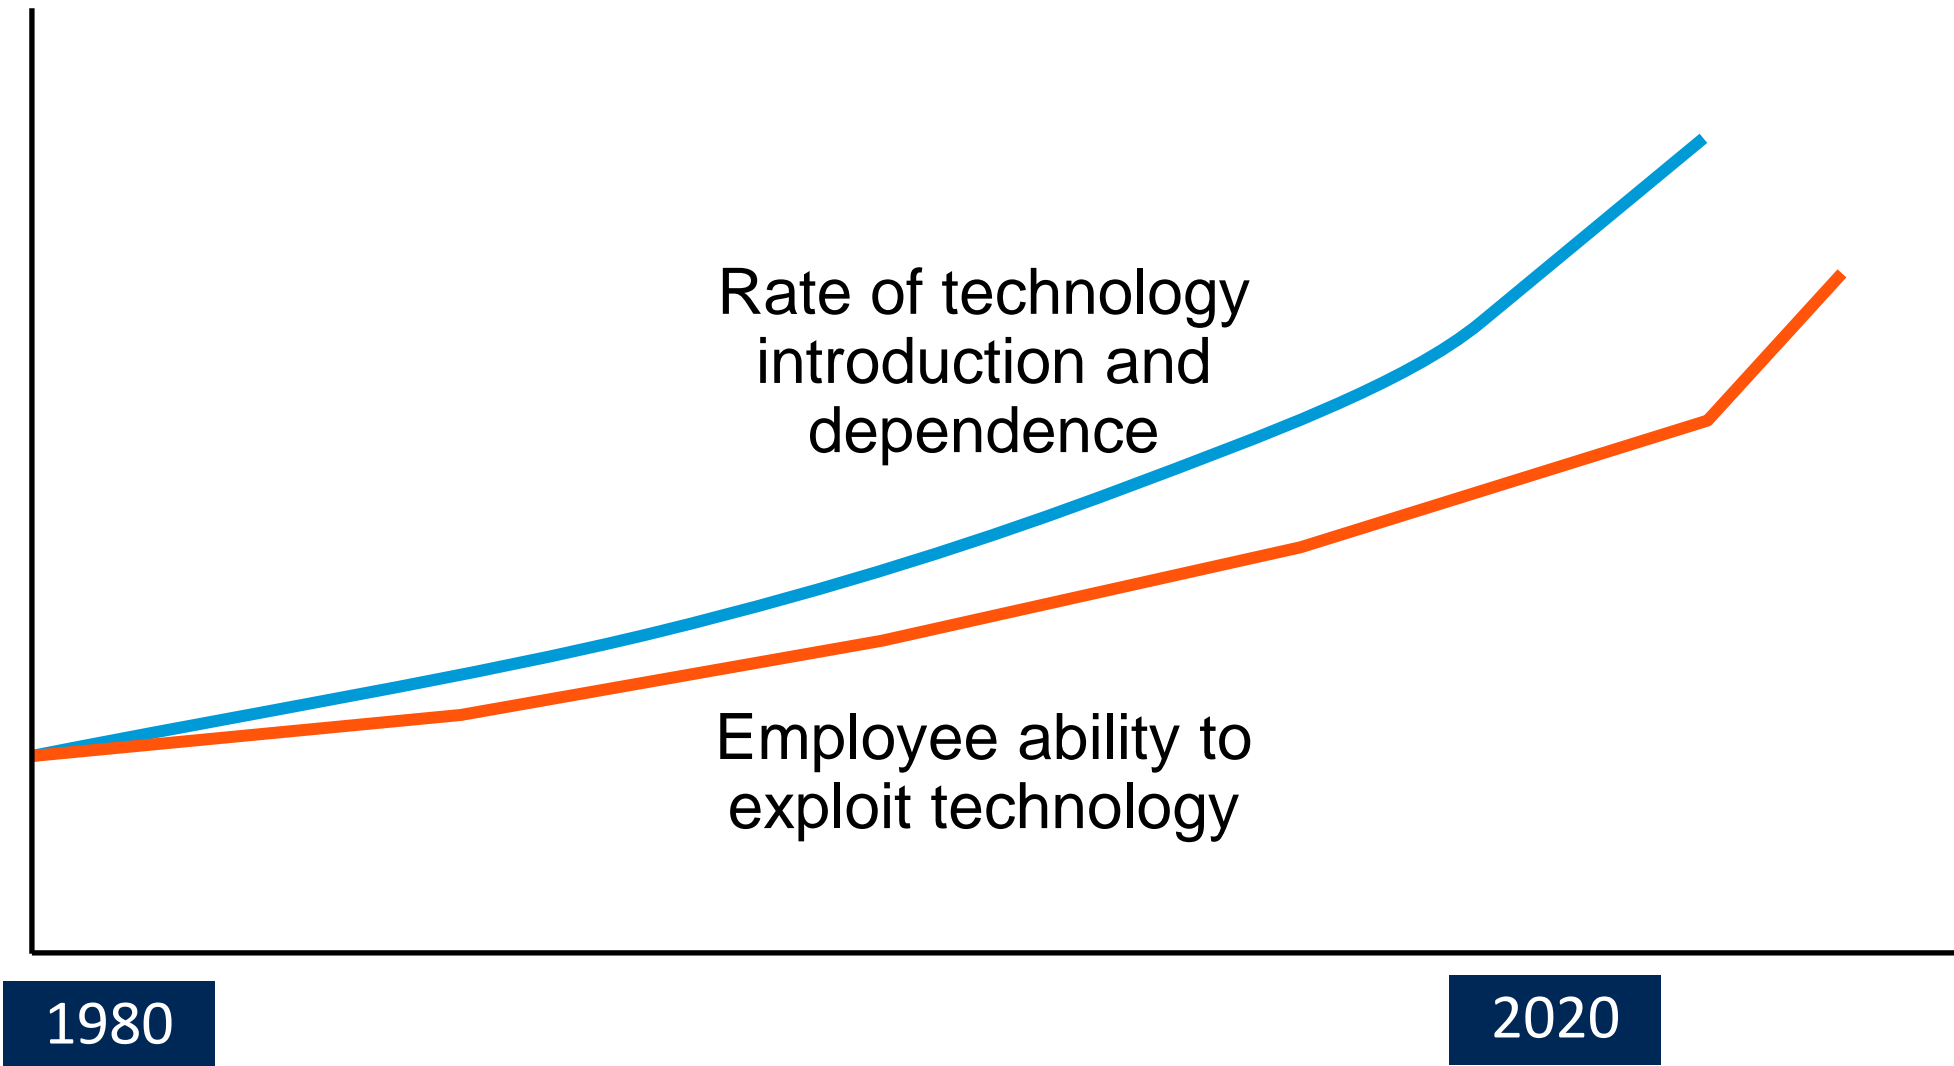 Rate of technology
introduction and
dependence
Employee ability to
exploit technology
1980
2020